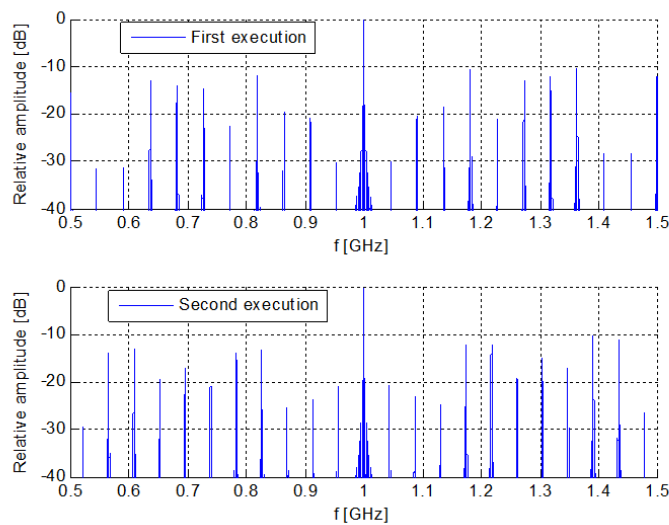 Relative amplitude [dB]
0
-10
-20
-30
-40
First execution
0.5 0.6 0.7 0.8 0.9 1 1.1 1.2 1.3 1.4 1.5
f [GHz]
Relative amplitude [dB]
0
-10
-20
-30
-40
Second execution
0.5 0.6 0.7 0.8 0.9 1 1.1 1.2 1.3 1.4 1.5
f [GHz]